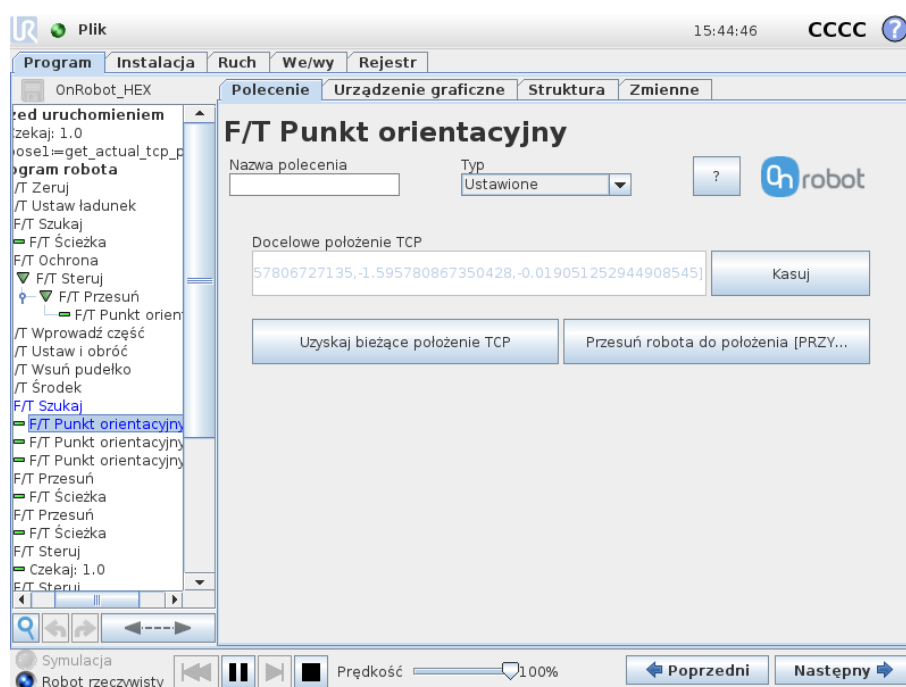 UR Plik 15:44:46 CCCC ?
Program Instalacja Ruch We/wy Rejestr
OnRobot_HEX
Polecenie Urządzenie graficzne Struktura Zmienne
zed uruchomieniem
zekaj: 1.0
ose1≔get_actual_tcp_p
ogram robota
/T Zeruj
/T Ustaw ładunek
F/T Szukaj
F/T Ścieżka
F/T Ochrona
F/T Steruj
F/T Przesuń
F/T Punkt orien
/T Wprowadź część
/T Ustaw i obróć
/T Wsuń pudełko
/T Środek
F/T Szukaj
F/T Punkt orientacyjny
F/T Punkt orientacyjny
F/T Punkt orientacyjny
F/T Przesuń
F/T Ścieżka
F/T Przesuń
F/T Ścieżka
F/T Steruj
Czekaj: 1.0
F/T Steruj
F/T Punkt orientacyjny
Nazwa polecenia Typ
Ustawione
?
On robot
Docelowe położenie TCP
57806727135,-1.595780867350428,-0.019051252944908545]
Kasuj
Uzyskaj bieżące położenie TCP
Przesuń robota do położenia [PRZY...
Symulacja
Robot rzeczywisty
Prędkość 100%
Poprzedni
Następny